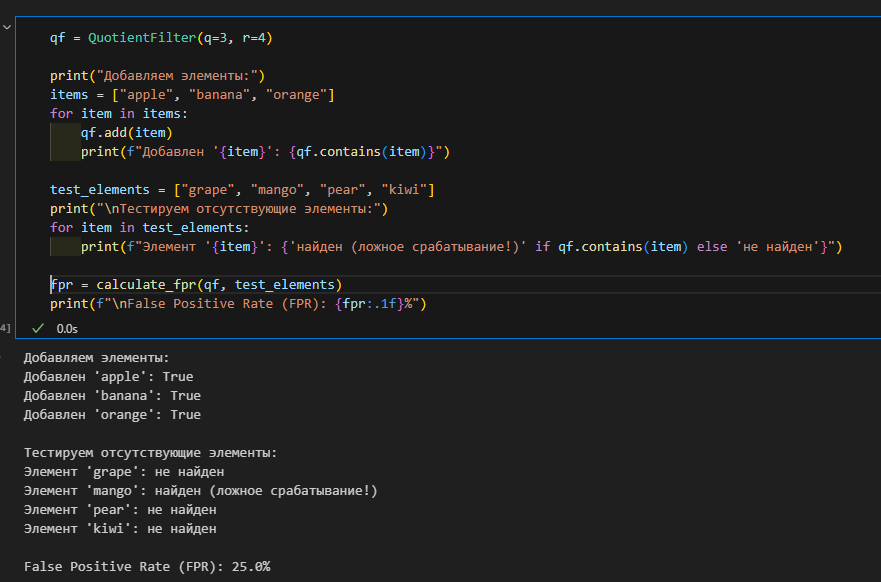 qf = QuotientFilter(q=3, r=4)
print("Добавляем элементы:")
items = ["apple", "banana", "orange"]
for item in items:
    qf.add(item)
    print(f"Добавлен '{item}': {qf.contains(item)}")
test_elements = ["grape", "mango", "pear", "kiwi"]
print("\nТестируем отсутствующие элементы:")
for item in test_elements:
    print(f"Элемент '{item}': {'найден (ложное срабатывание!)' if qf.contains(item) else 'не найден'}")
fpr = calculate_fpr(qf, test_elements)
print(f"\nFalse Positive Rate (FPR): {fpr:.1f}%")
4] ✓ 0.0s
Добавляем элементы:
Добавлен 'apple': True
Добавлен 'banana': True
Добавлен 'orange': True
Тестируем отсутствующие элементы:
Элемент 'grape': не найден
Элемент 'mango': найден (ложное срабатывание!)
Элемент 'pear': не найден
Элемент 'kiwi': не найден
False Positive Rate (FPR): 25.0%